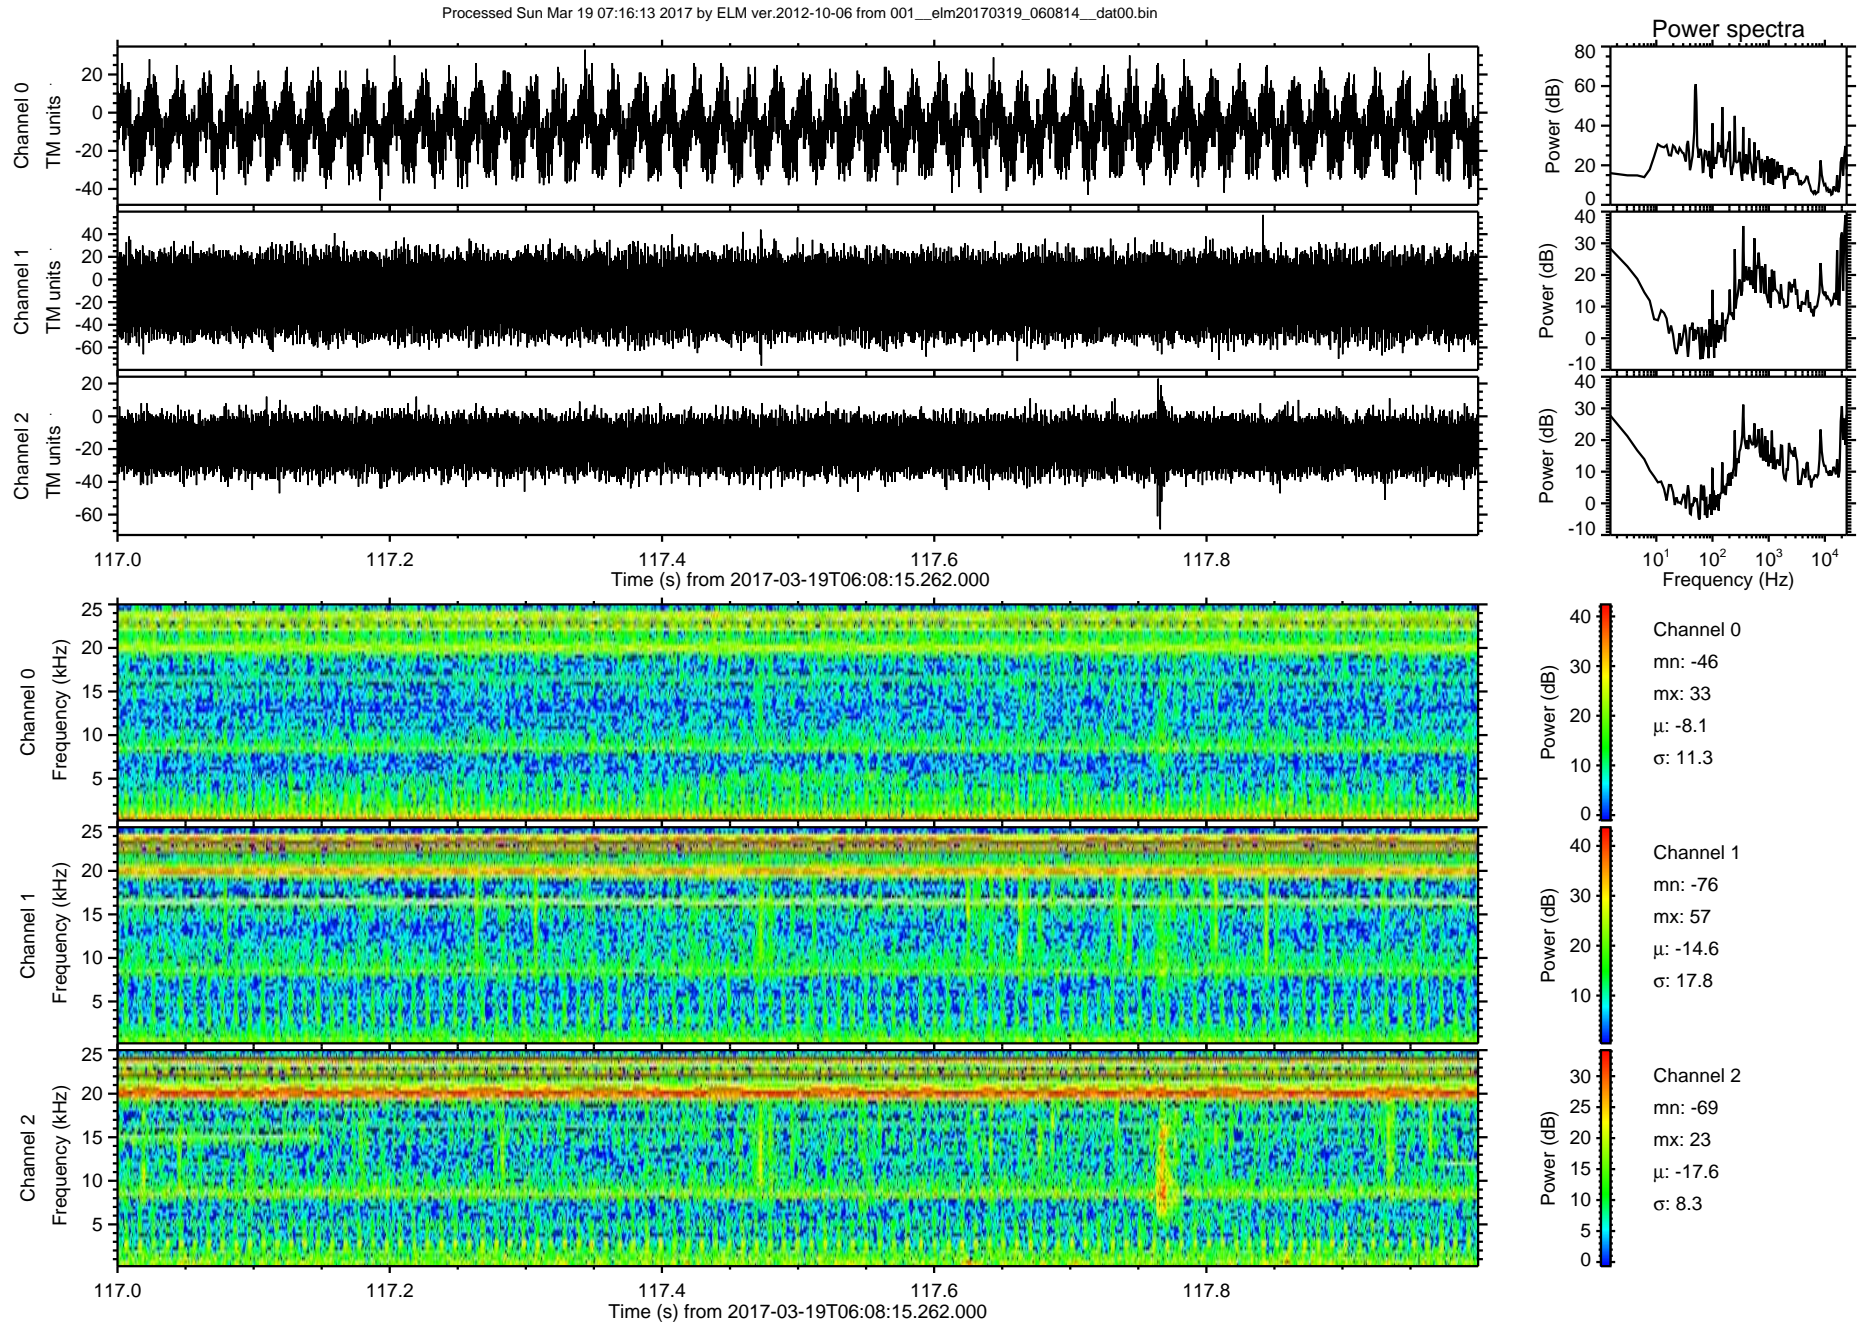 Processed Sun Mar 19 07:16:13 2017 by ELM ver.2012-10-06 from 001__elm20170319_060814__dat00.bin
Power spectra
Channel 0
TM units
20
0
-20
-40
Power (dB)
80
60
40
20
0
Channel 1
TM units
40
20
0
-20
-40
-60
Power (dB)
40
30
20
10
0
-10
Channel 2
TM units
20
0
-20
-40
-60
Power (dB)
40
30
20
10
0
-10
117.0 117.2 117.4 117.6 117.8
Time (s) from 2017-03-19T06:08:15.262.000
10¹ 10² 10³ 10⁴
Frequency (Hz)
Channel 0
Frequency (kHz)
25
20
15
10
5
Power (dB)
40
30
20
10
0
Channel 0
mn: -46
mx: 33
μ: -8.1
σ: 11.3
Channel 1
Frequency (kHz)
25
20
15
10
5
Power (dB)
40
30
20
10
Channel 1
mn: -76
mx: 57
μ: -14.6
σ: 17.8
Channel 2
Frequency (kHz)
25
20
15
10
5
Power (dB)
30
25
20
15
10
5
0
Channel 2
mn: -69
mx: 23
μ: -17.6
σ: 8.3
117.0 117.2 117.4 117.6 117.8
Time (s) from 2017-03-19T06:08:15.262.000